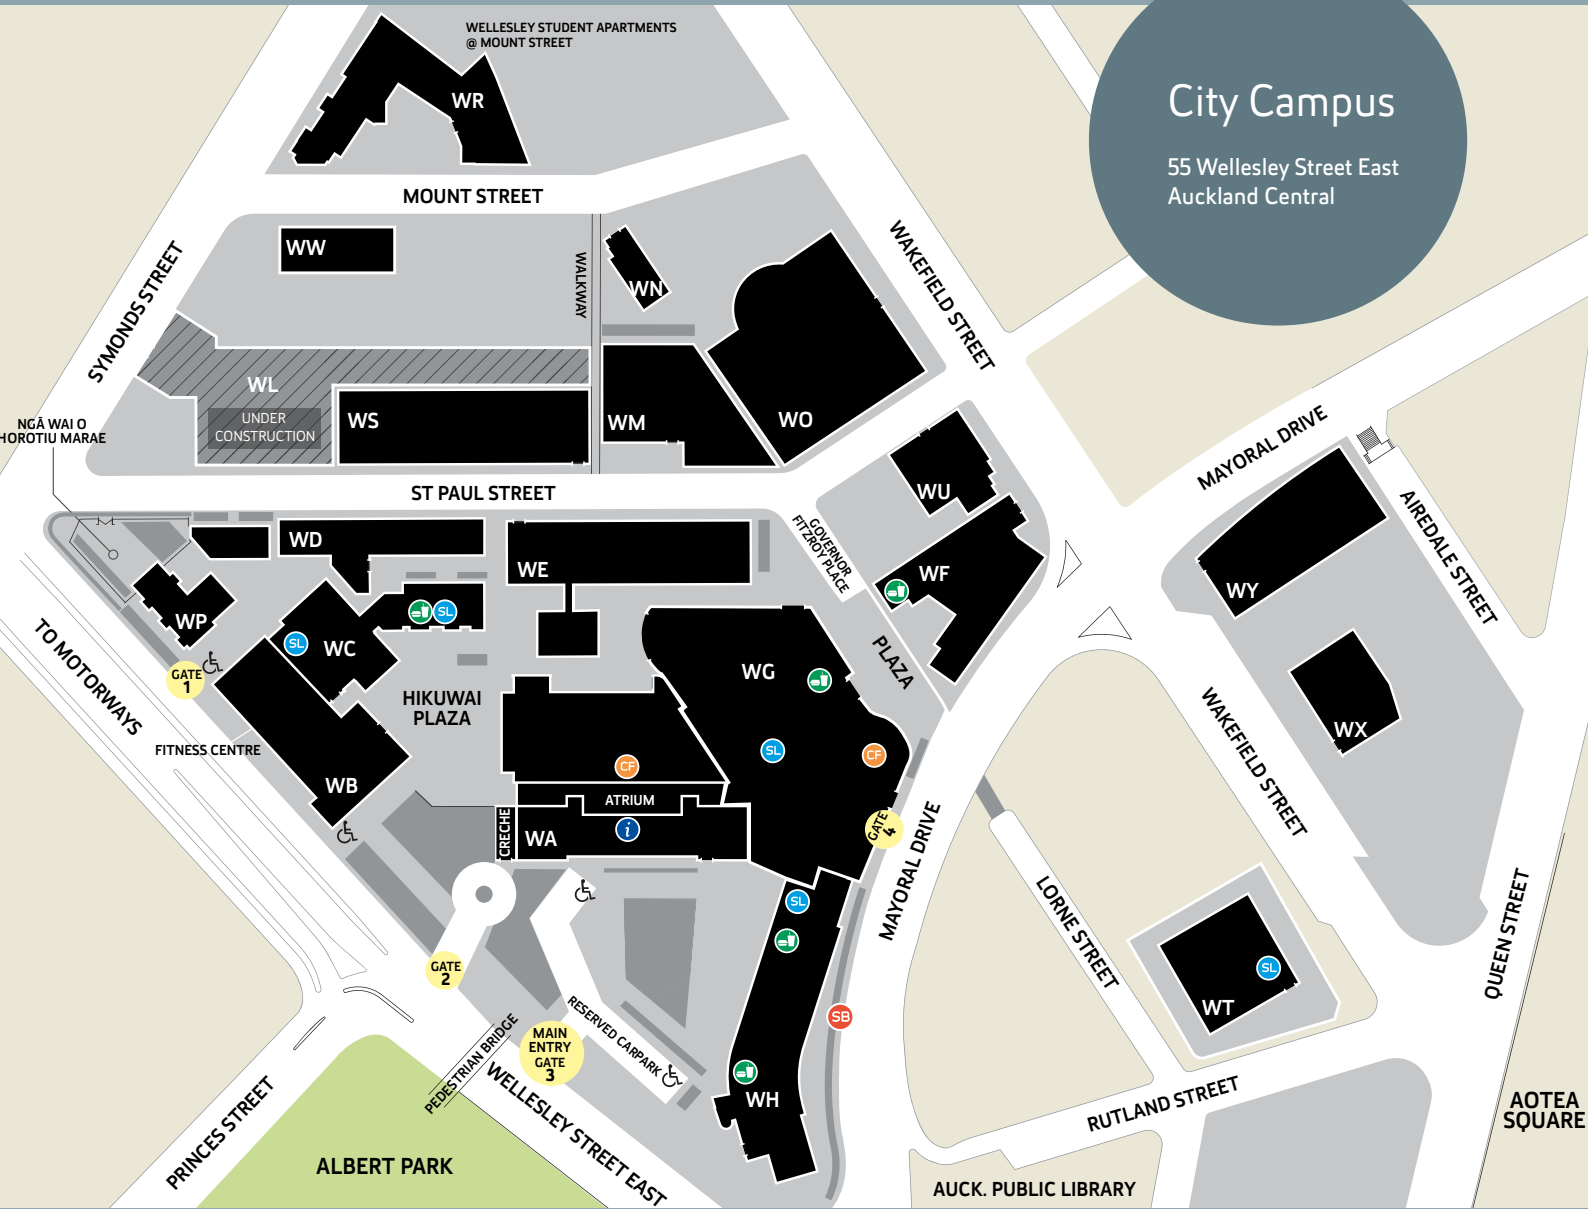 WELLESLEY STUDENT APARTMENTS
@ MOUNT STREET
City Campus
55 Wellesley Street East
Auckland Central
WR
MOUNT STREET
WW
WALKWAY
WN
WAKEFIELD STREET
SYMONDS STREET
WL
UNDER
CONSTRUCTION
WS
WM
WO
NGĀ WAI O
HOROTIU MARAE
MAYORAL DRIVE
ST PAUL STREET
WU
AIREDALE STREET
GOVERNOR
FITZROY PLACE
WD
WE
WF
WY
WP
SL
SL
WC
TO MOTORWAYS
GATE
1
HIKUWAI
PLAZA
WG
PLAZA
FITNESS CENTRE
WB
SL
CF
CF
WAKEFIELD STREET
WX
ATRIUM
CRECHE
WA
i
GATE
4
MAYORAL DRIVE
SL
LORNE STREET
QUEEN STREET
GATE
2
SL
WT
SB
RESERVED CARPARK
MAIN
ENTRY
GATE
3
PEDESTRIAN BRIDGE
WH
WELLESLEY STREET EAST
PRINCES STREET
RUTLAND STREET
AOTEA
SQUARE
ALBERT PARK
AUCK. PUBLIC LIBRARY